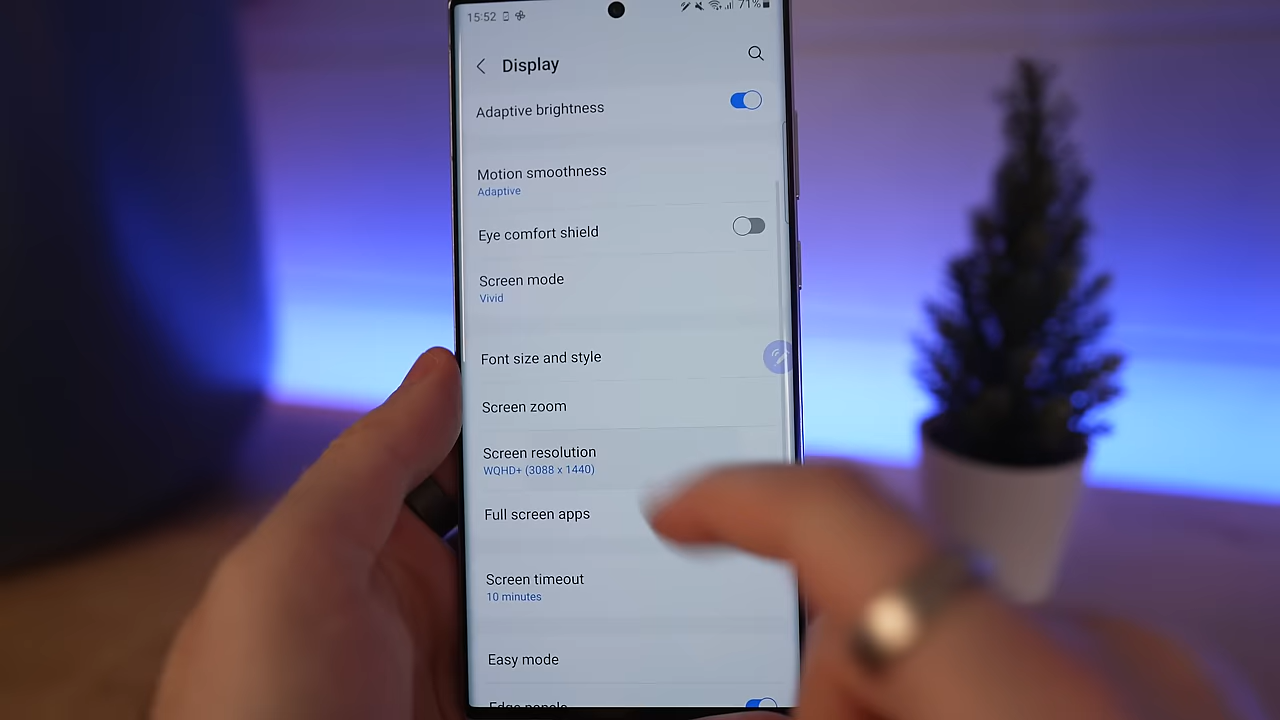 15:52
71%
Display
Adaptive brightness
Motion smoothness
Adaptive
Eye comfort shield
Screen mode
Vivid
Font size and style
Screen zoom
Screen resolution
WQHD+ (3088 x 1440)
Full screen apps
Screen timeout
10 minutes
Easy mode
Edge panels